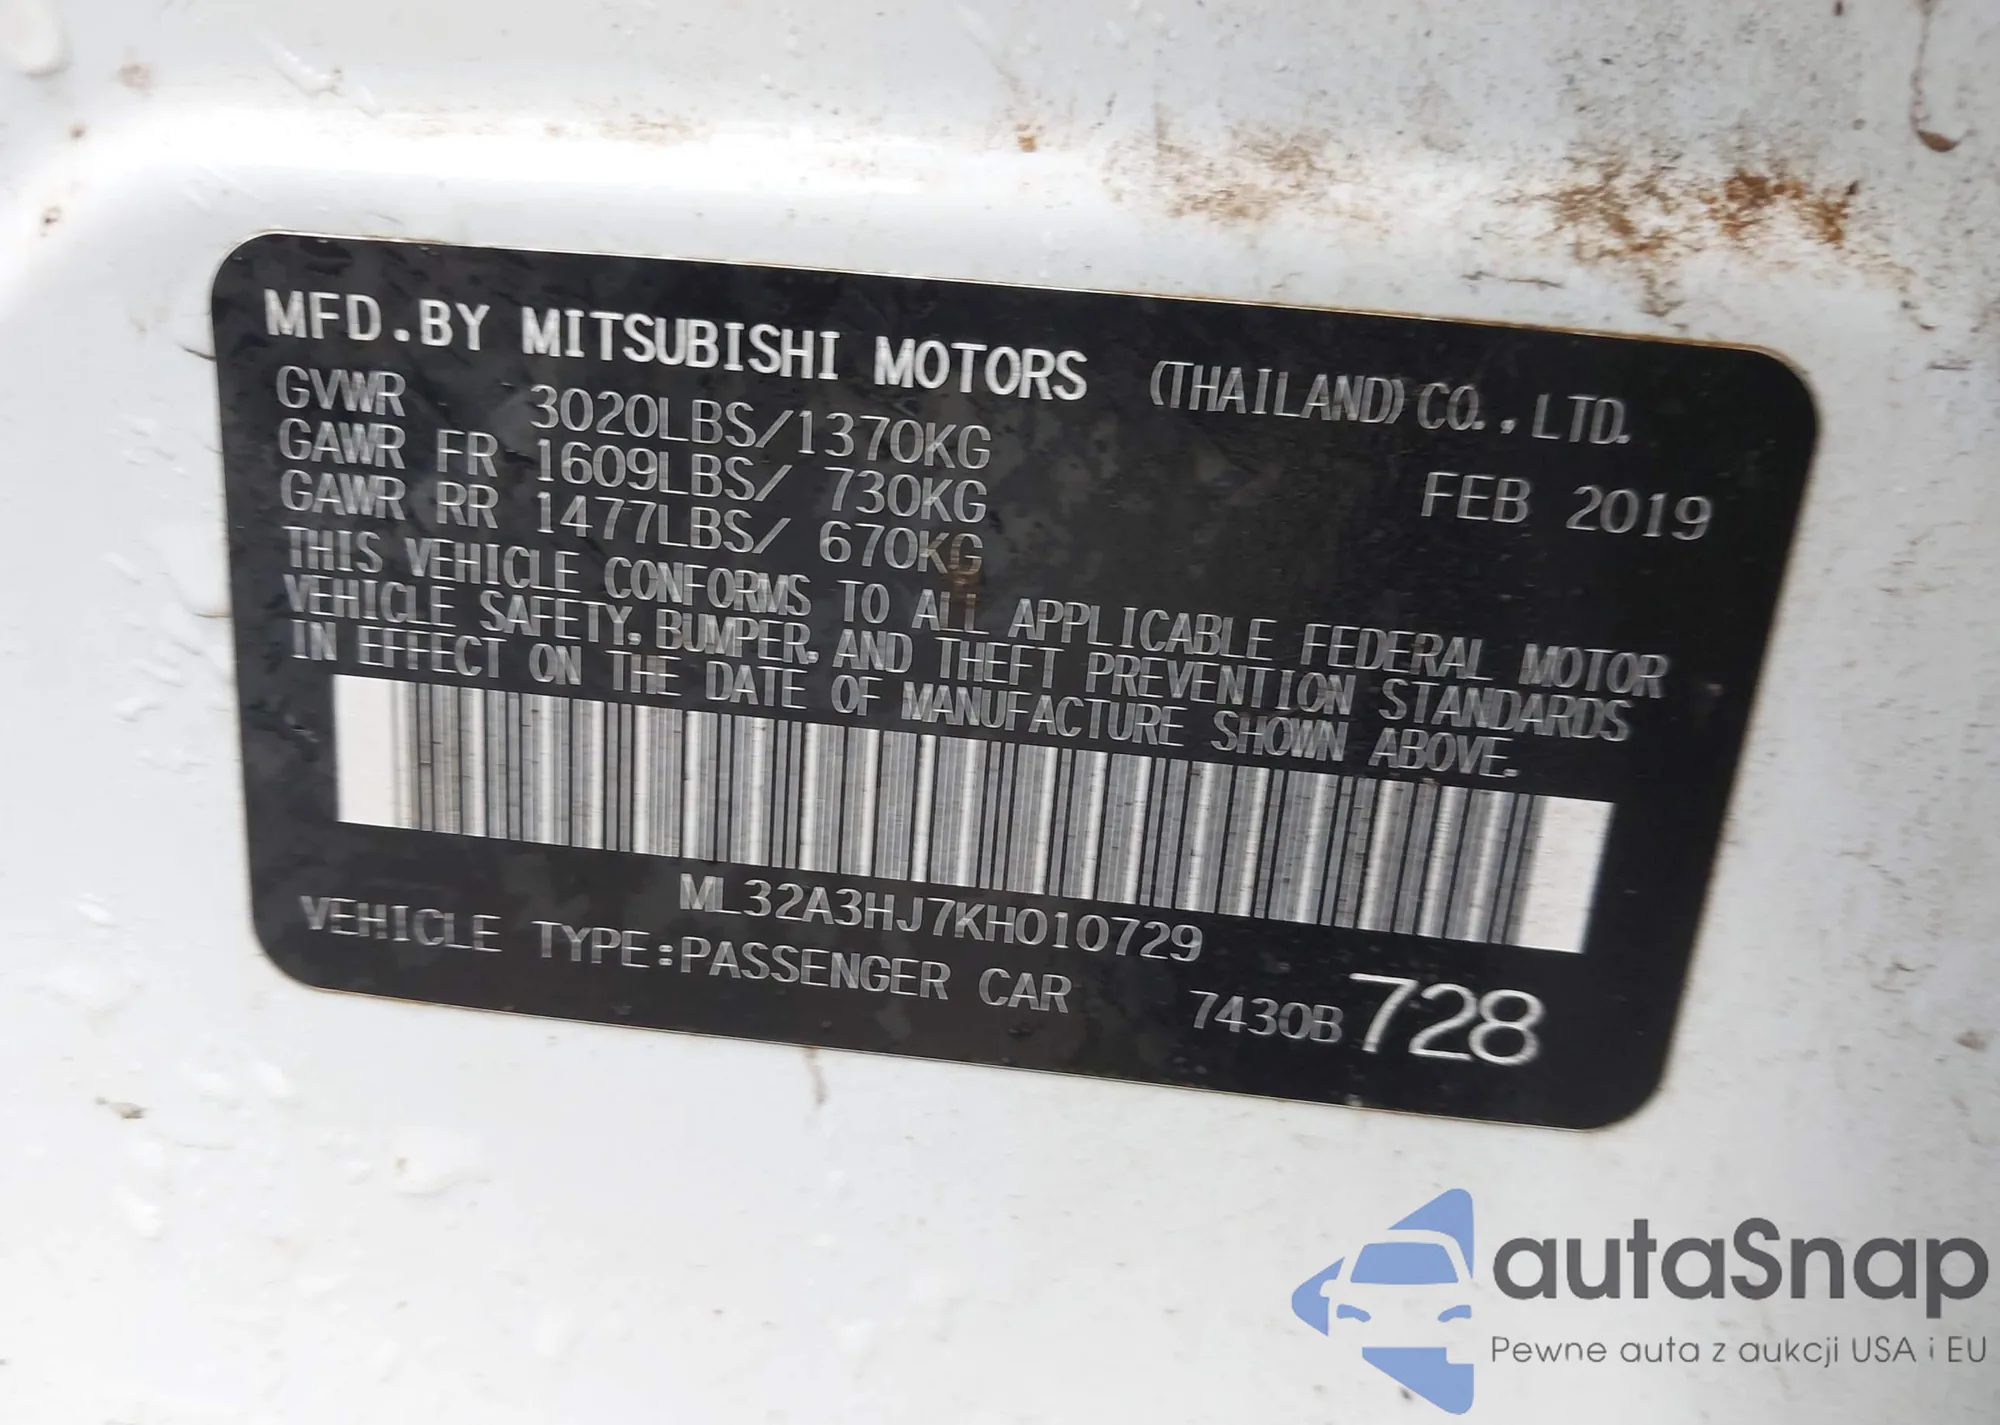 MFD.BY MITSUBISHI MOTORS (THAILAND)CO.,LTD.
GVWR 3020LBS/1370KG
GAWR FR 1609LBS/ 730KG FEB 2019
GAWR RR 1477LBS/ 670KG
THIS VEHICLE CONFORMS TO ALL APPLICABLE FEDERAL MOTOR
VEHICLE SAFETY, BUMPER, AND THEFT PREVENTION STANDARDS
IN EFFECT ON THE DATE OF MANUFACTURE SHOWN ABOVE.
ML32A3HJ7KH010729
VEHICLE TYPE:PASSENGER CAR 7430B728
autaSnap
Pewne auta z aukcji USA i EU